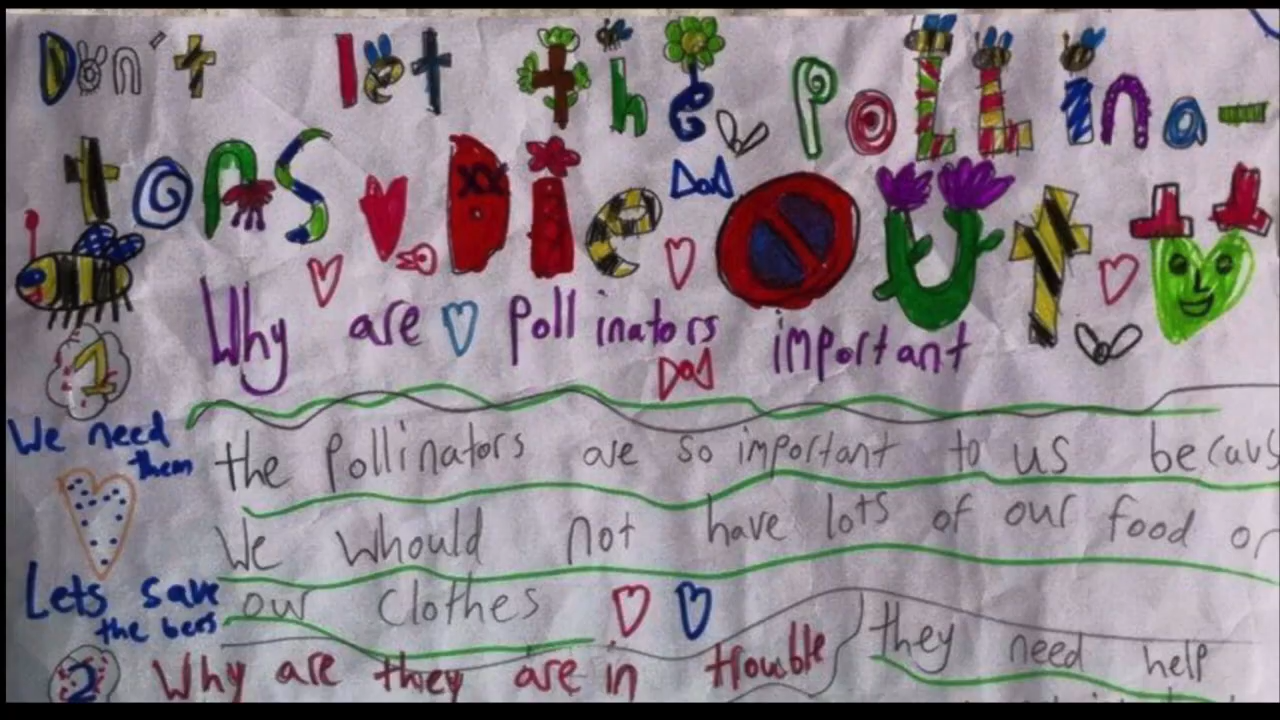 Don't let the pollina-
tors Die Out
Why are pollinators important
1
We need
them
the pollinators are so important to us becaus
We whould not have lots of our food or
our clothes
Lets save
the bees
2 Why are they are in trouble
they need help